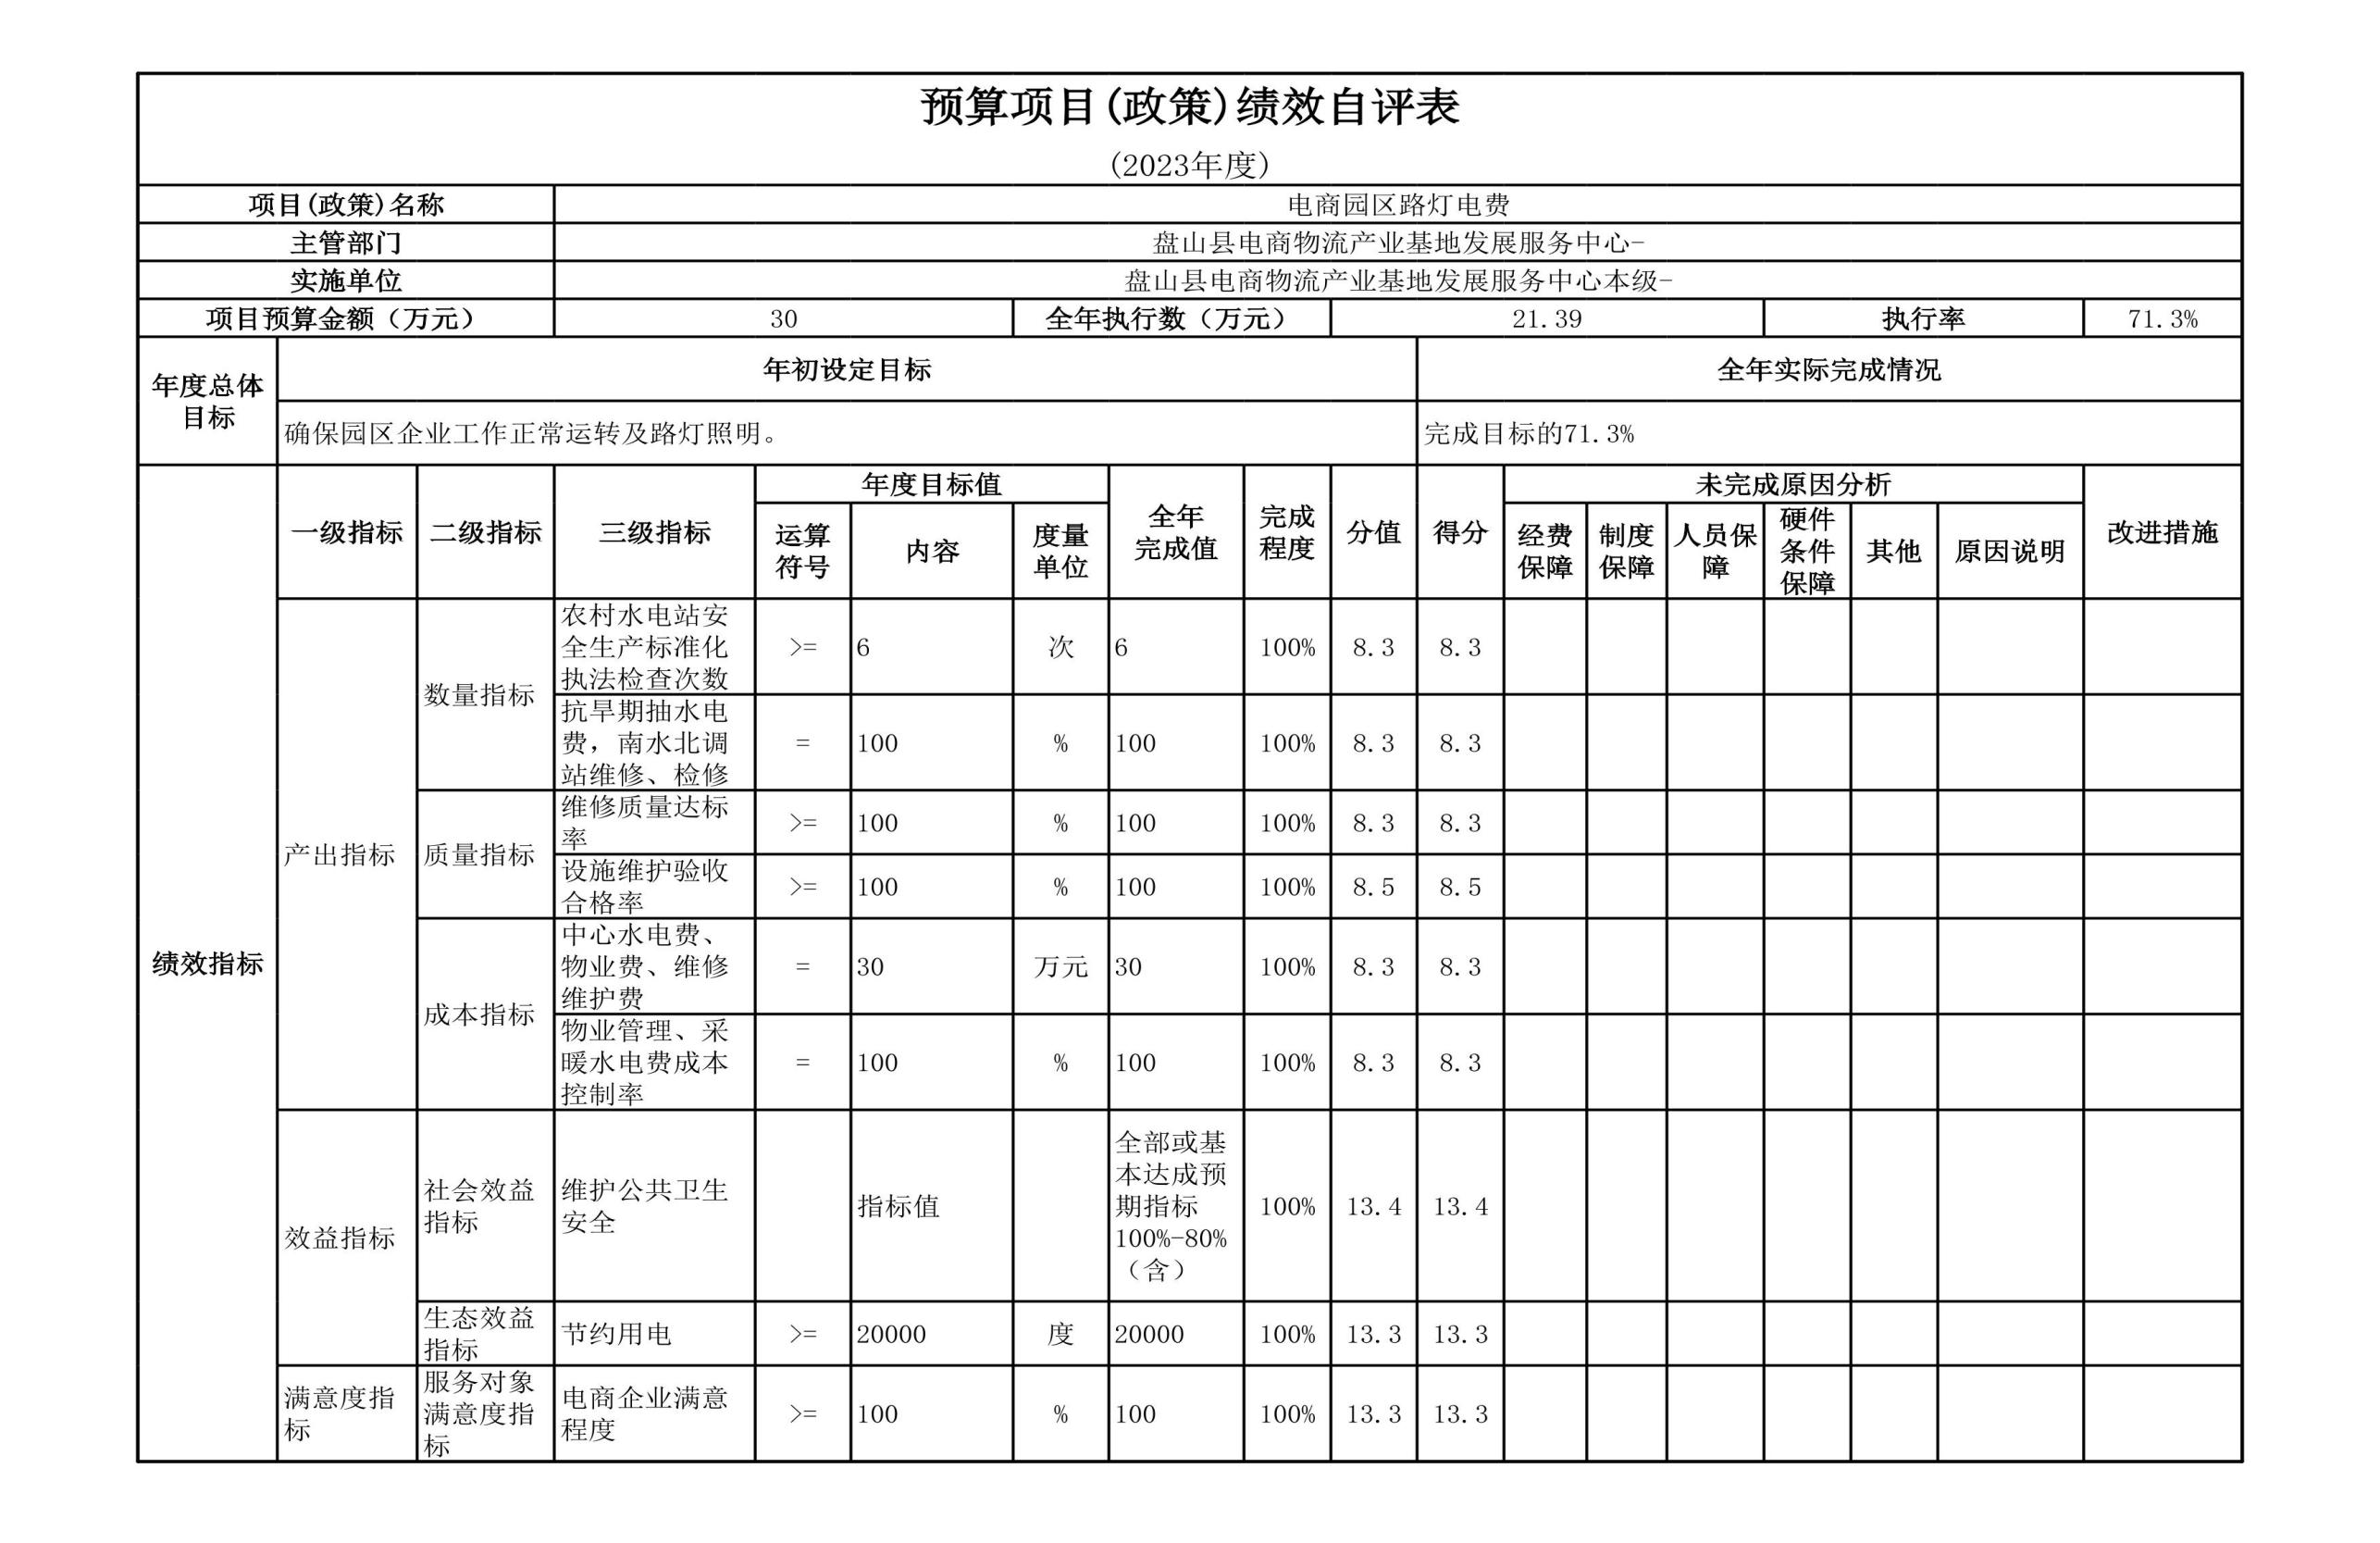 预算项目(政策)绩效自评表
(2023年度)
项目(政策)名称 电商园区路灯电费
主管部门 盘山县电商物流产业基地发展服务中心-
实施单位 盘山县电商物流产业基地发展服务中心本级-
项目预算金额（万元） 30 全年执行数（万元） 21.39 执行率 71.3%
年度总体
目标
年初设定目标 全年实际完成情况
确保园区企业工作正常运转及路灯照明。 完成目标的71.3%
绩效指标
一级指标 二级指标 三级指标
年度目标值
运算
符号
内容
度量
单位
全年
完成值
完成
程度
分值 得分
未完成原因分析
经费
保障
制度
保障
人员保
障
硬件
条件
保障
其他 原因说明
改进措施
产出指标
数量指标
农村水电站安
全生产标准化
执法检查次数
>= 6 次 6 100% 8.3 8.3
抗旱期抽水电
费，南水北调
站维修、检修
= 100 % 100 100% 8.3 8.3
质量指标
维修质量达标
率
>= 100 % 100 100% 8.3 8.3
设施维护验收
合格率
>= 100 % 100 100% 8.5 8.5
成本指标
中心水电费、
物业费、维修
维护费
= 30 万元 30 100% 8.3 8.3
物业管理、采
暖水电费成本
控制率
= 100 % 100 100% 8.3 8.3
效益指标
社会效益
指标
维护公共卫生
安全
指标值
全部或基
本达成预
期指标
100%-80%
（含）
100% 13.4 13.4
生态效益
指标
节约用电 >= 20000 度 20000 100% 13.3 13.3
满意度指
标
服务对象
满意度指
标
电商企业满意
程度
>= 100 % 100 100% 13.3 13.3